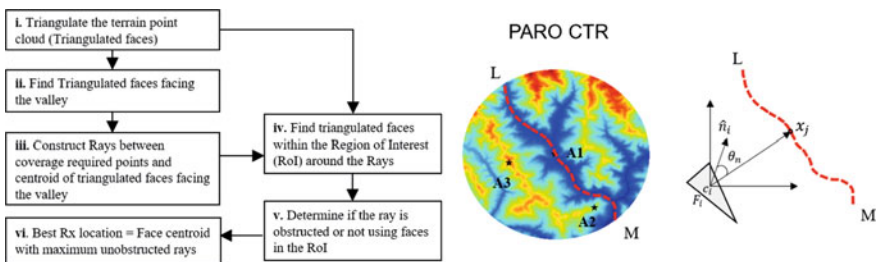 i. Triangulate the terrain point
cloud (Triangulated faces)
ii. Find Triangulated faces facing
the valley
iii. Construct Rays between
coverage required points and
centroid of triangulated faces facing
the valley
iv. Find triangulated faces
within the Region of Interest
(RoI) around the Rays
v. Determine if the ray is
obstructed or not using faces
in the RoI
vi. Best Rx location = Face centroid
with maximum unobstructed rays
PARO CTR
L
A1
A3
A2
M
L
n̂ᵢ
xⱼ
θₙ
cᵢ
Fᵢ
M